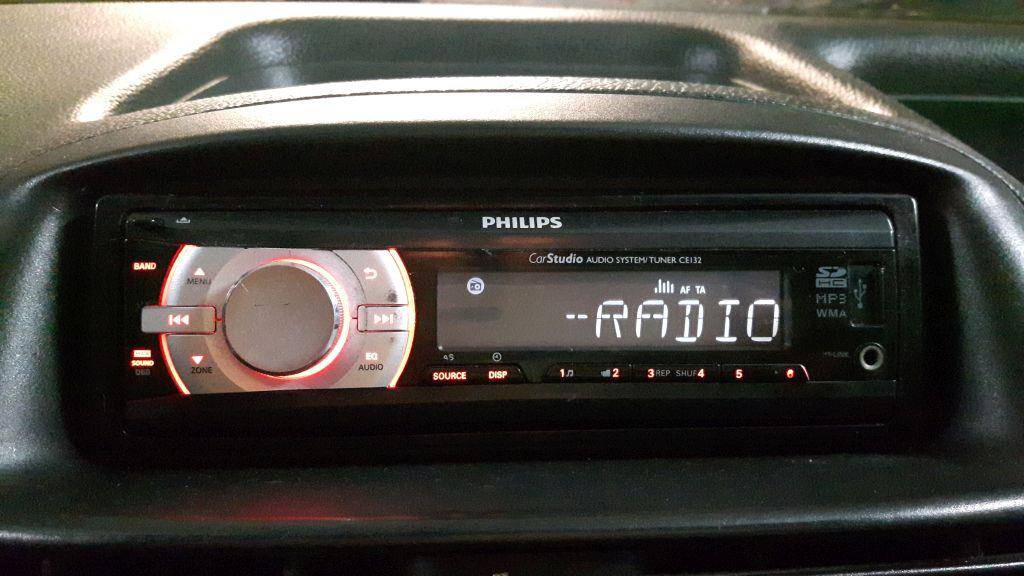 PHILIPS
CarStudio AUDIO SYSTEM/TUNER CE132
BAND
MENU
AF TA
--RADIO
MP3
WMA
SOUND
DBB
ZONE
EQ
AUDIO
SOURCE
DISP
1
2
3 REP SHUF 4
5
6